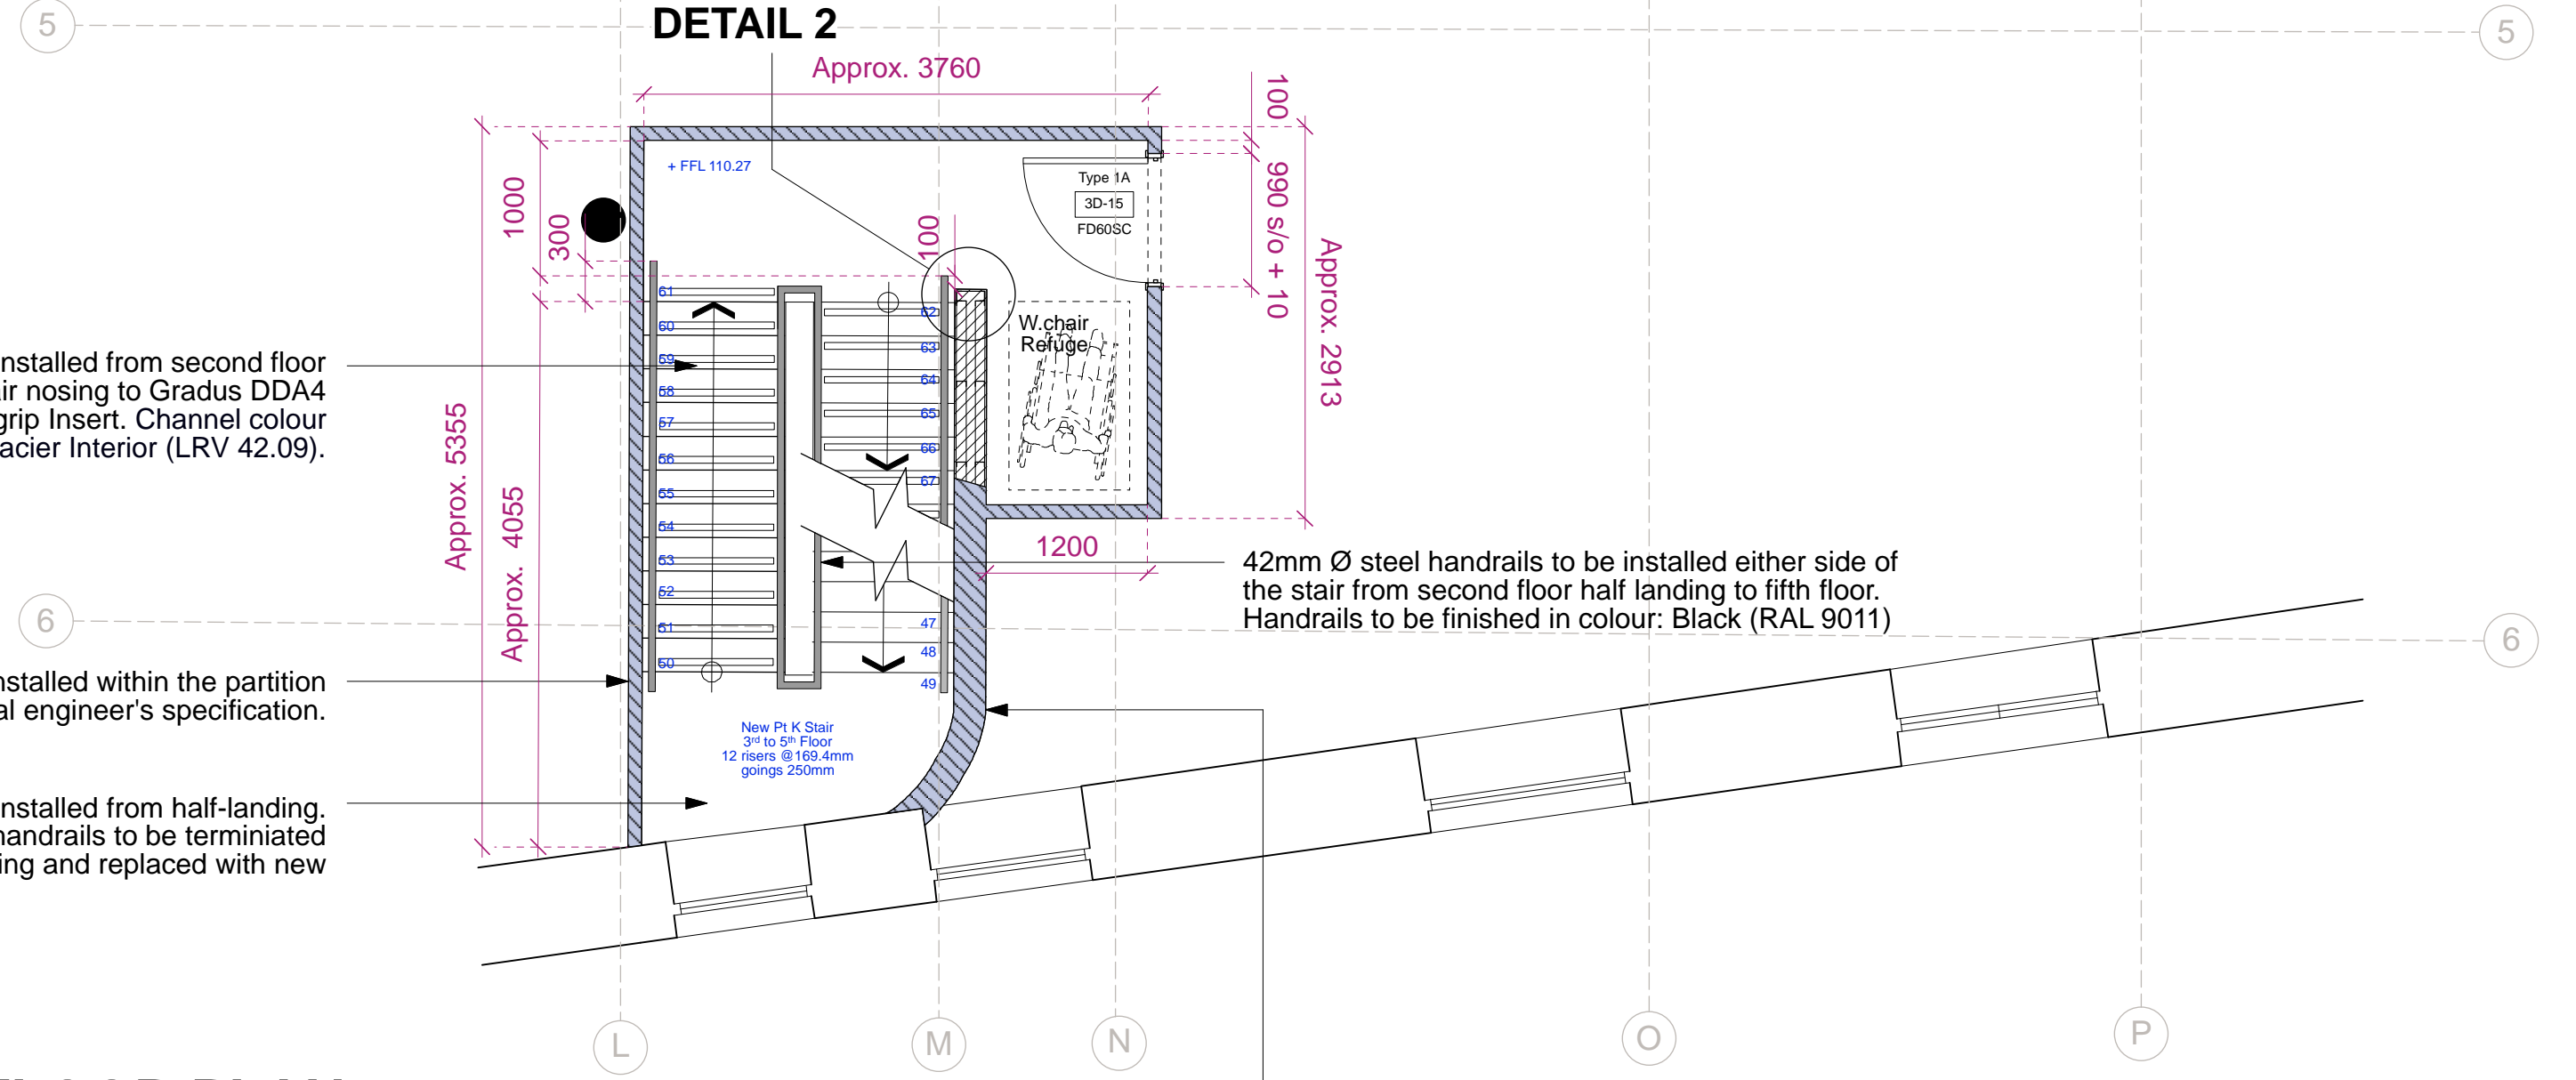 5
DETAIL 2
5
Approx. 3760
100
+ FFL 110.27
Type 1A
3D-15
FD60SC
990 s/o + 10
1000
300
100
Approx. 2913
W.chair
Refuge
61
60
59
58
57
56
55
54
53
52
51
50
62
63
64
65
66
67
47
48
49
nstalled from second floor
ir nosing to Gradus DDA4
grip Insert. Channel colour
acier Interior (LRV 42.09).
Approx. 5355
Approx. 4055
1200
42mm Ø steel handrails to be installed either side of
the stair from second floor half landing to fifth floor.
Handrails to be finished in colour: Black (RAL 9011)
6
6
nstalled within the partition
al engineer's specification.
New Pt K Stair
3rd to 5th Floor
12 risers @169.4mm
goings 250mm
nstalled from half-landing.
handrails to be terminiated
ing and replaced with new
L
M
N
O
P